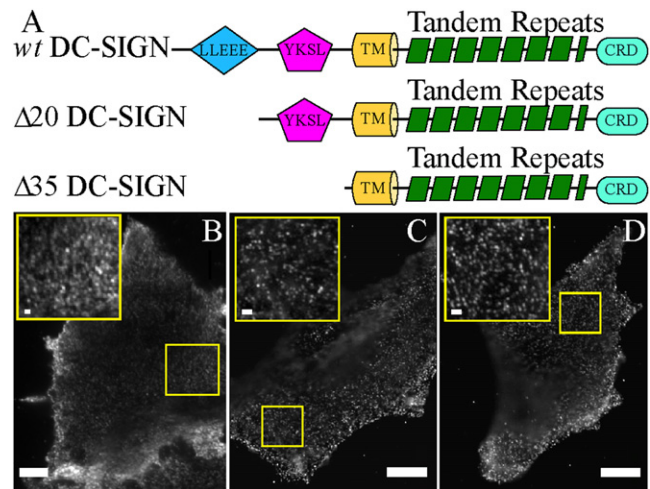 A
Tandem Repeats
wt DC-SIGN LLEEE YKSL TM CRD
Tandem Repeats
Δ20 DC-SIGN YKSL TM CRD
Tandem Repeats
Δ35 DC-SIGN TM CRD
B C D